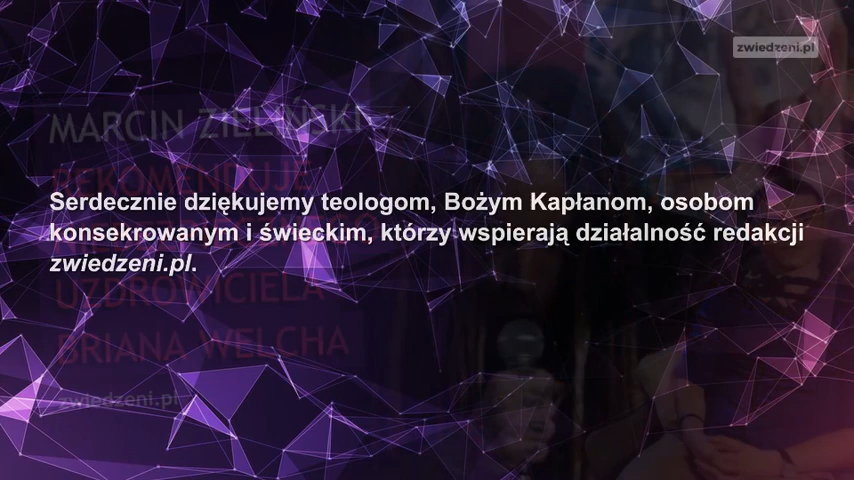 zwiedzeni.pl
MARCIN ZIELIŃSKI
REKOMENDUJE
Serdecznie dziękujemy teologom, Bożym Kapłanom, osobom
konsekrowanym i świeckim, którzy wspierają działalność redakcji
zwiedzeni.pl.
UZDROWICIELA
BRIANA WELCHA
zwiedzeni.pl